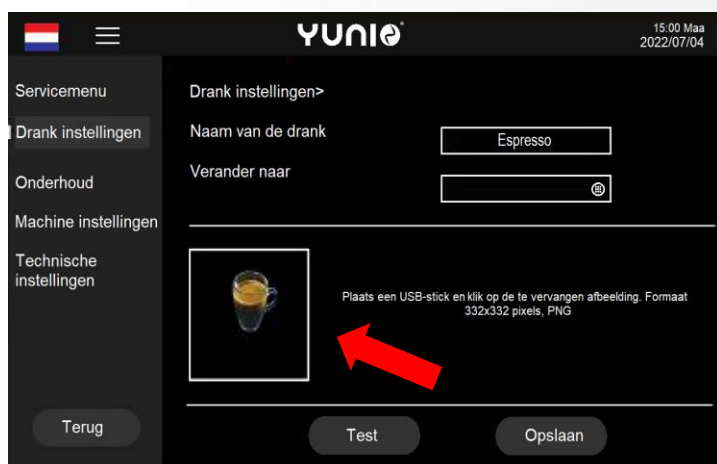 YUNIO
15:00 Maa
2022/07/04
Servicemenu
Drank instellingen
Onderhoud
Machine instellingen
Technische
instellingen
Terug
Drank instellingen>
Naam van de drank
Espresso
Verander naar
Plaats een USB-stick en klik op de te vervangen afbeelding. Formaat
332x332 pixels, PNG
Test
Opslaan